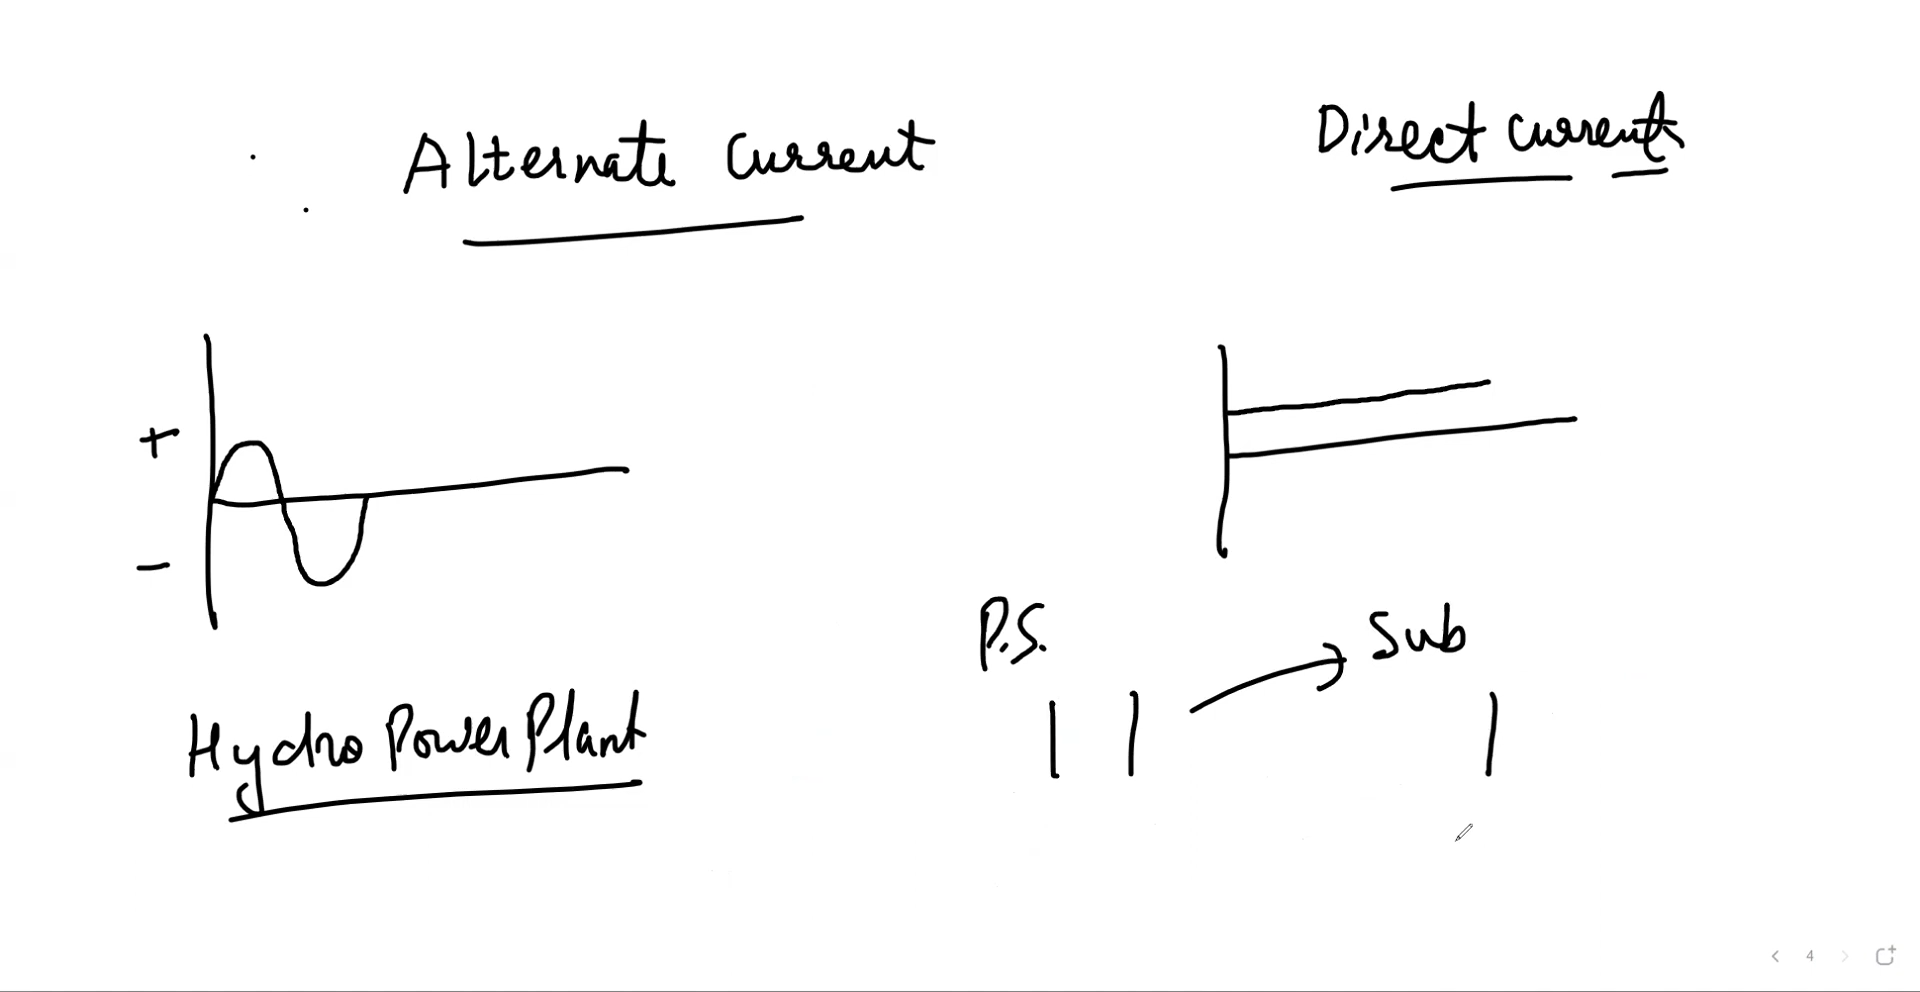 Alternate Current
Direct Current
+
-
P.S.
Sub
Hydro Power Plant
4